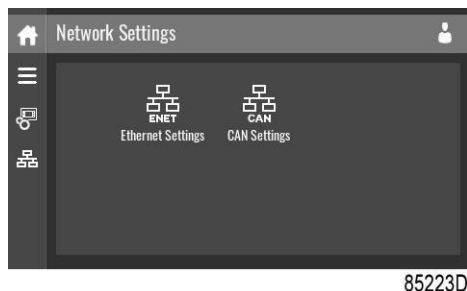 Network Settings
ENET
CAN
Ethernet Settings
CAN Settings
85223D